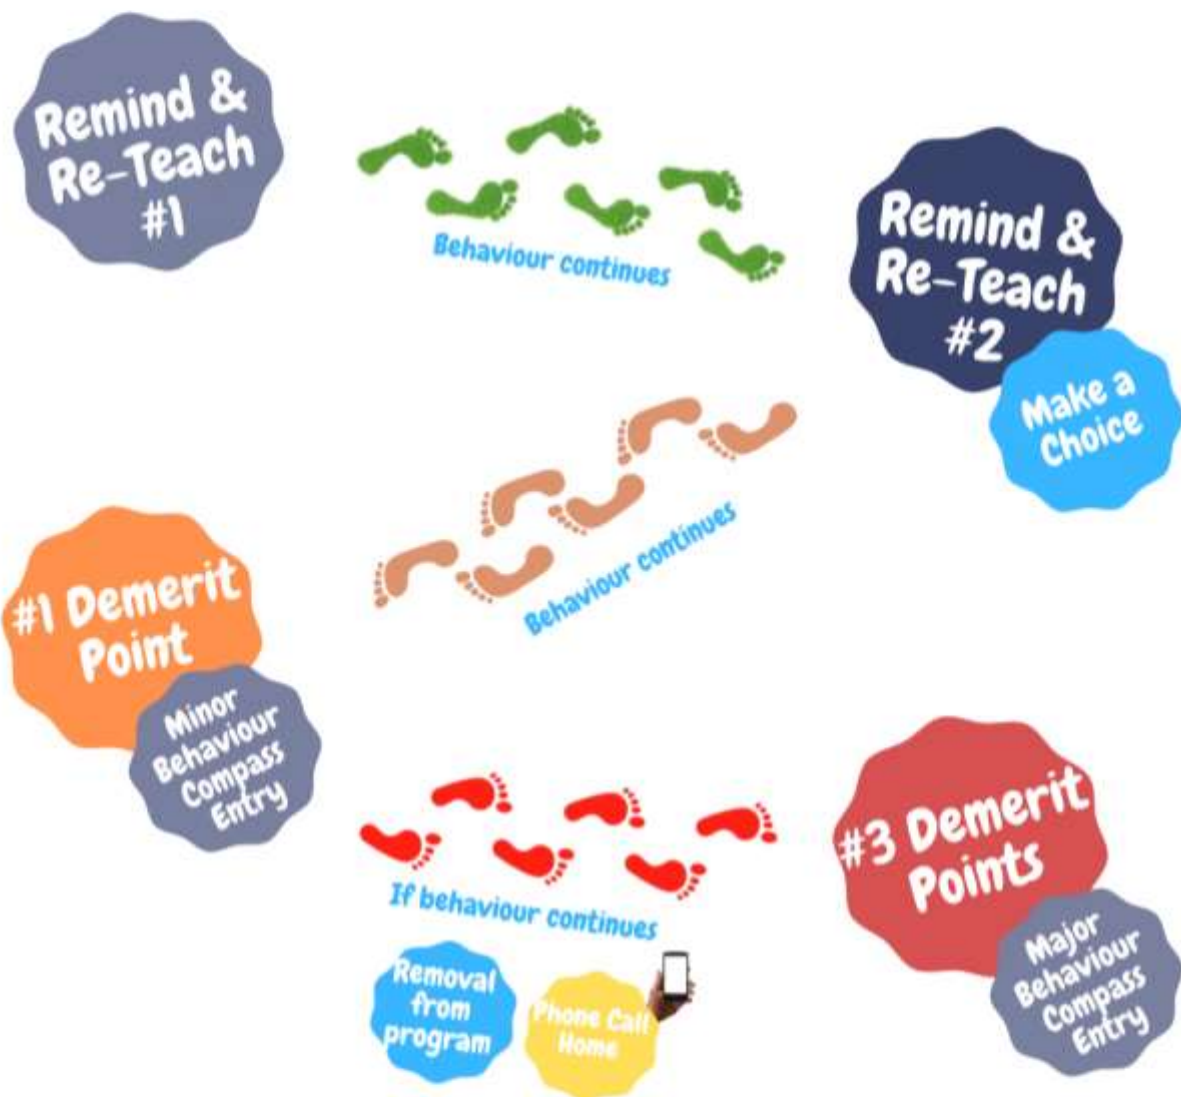 Remind &
Re-Teach
#1
Behaviour continues
Remind &
Re-Teach
#2
Make a
Choice
Behaviour continues
#1 Demerit
Point
Minor
Behaviour
Compass
Entry
If behaviour continues
Removal
from
program
Phone Call
Home
#3 Demerit
Points
Major
Behaviour
Compass
Entry